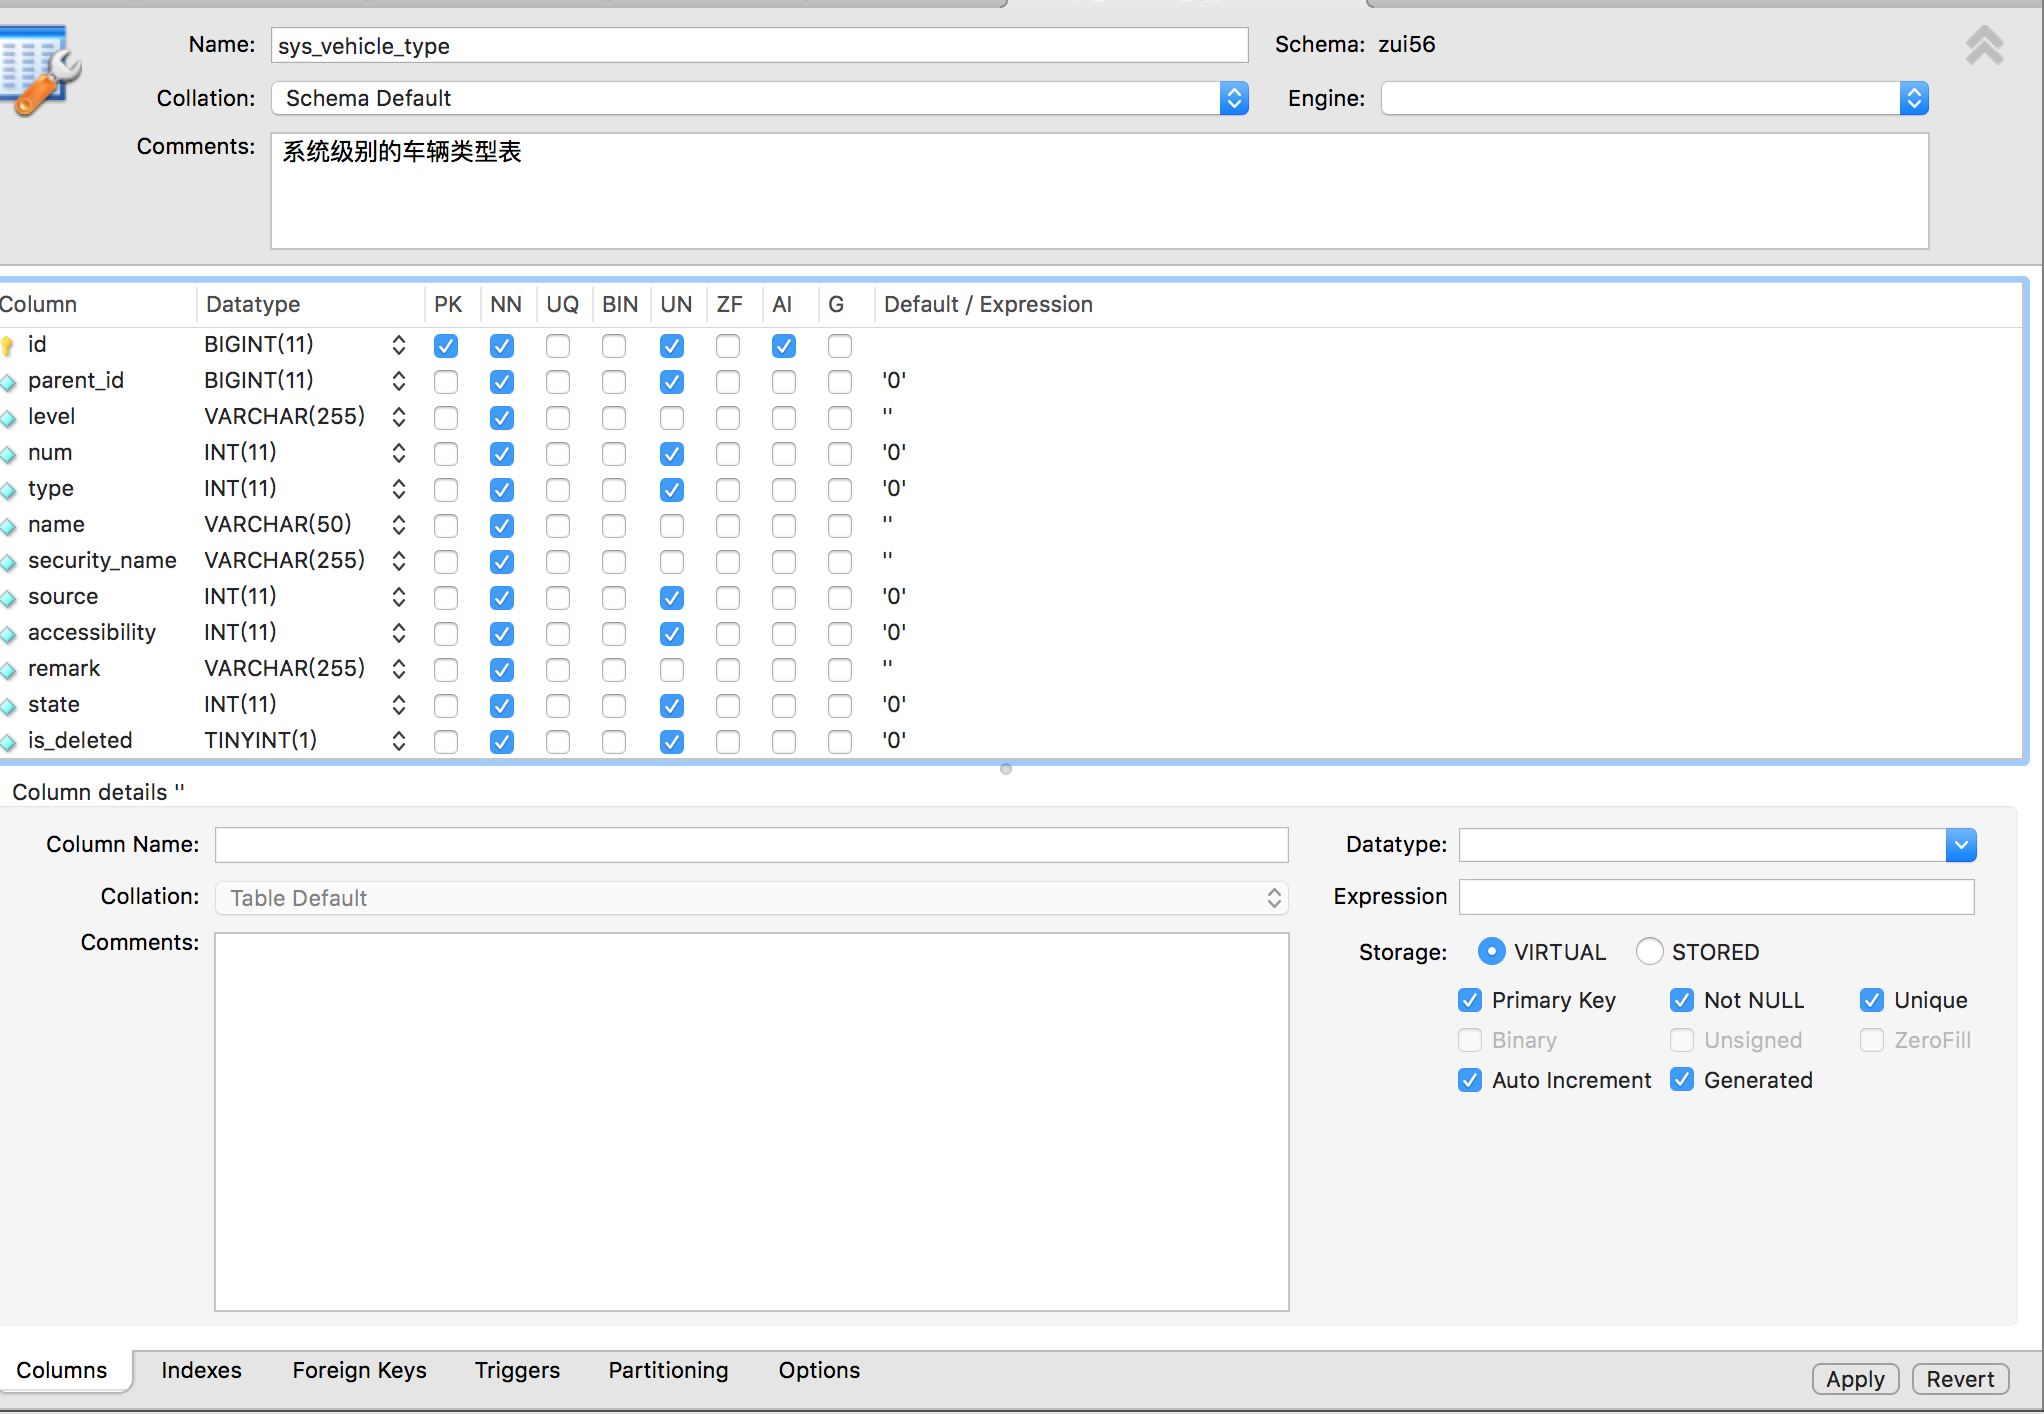 Name: sys_vehicle_type Schema: zui56
Collation: Schema Default Engine:
Comments: 系统级别的车辆类型表
Column Datatype PK NN UQ BIN UN ZF AI G Default / Expression
id BIGINT(11)
parent_id BIGINT(11) '0'
level VARCHAR(255) ''
num INT(11) '0'
type INT(11) '0'
name VARCHAR(50) ''
security_name VARCHAR(255) ''
source INT(11) '0'
accessibility INT(11) '0'
remark VARCHAR(255) ''
state INT(11) '0'
is_deleted TINYINT(1) '0'
Column details ''
Column Name: Datatype:
Collation: Table Default Expression
Comments: Storage: VIRTUAL STORED
Primary Key Not NULL Unique
Binary Unsigned ZeroFill
Auto Increment Generated
Columns Indexes Foreign Keys Triggers Partitioning Options Apply Revert